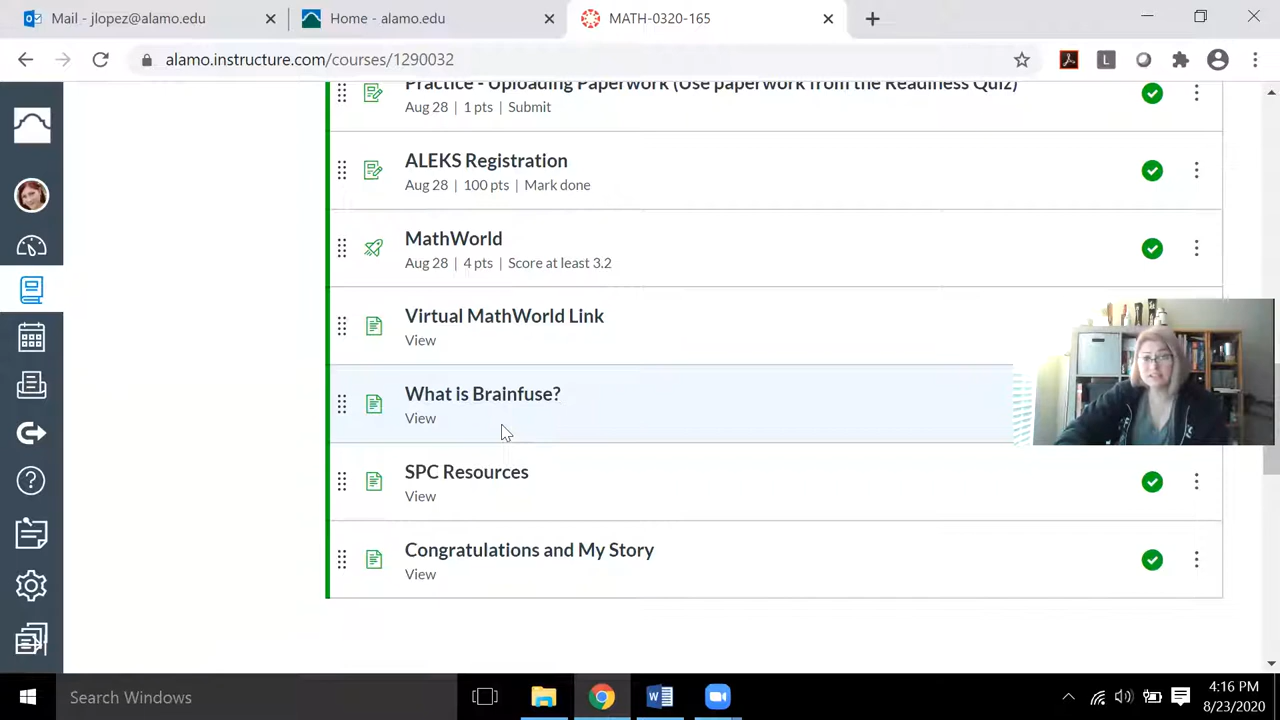 Mail - jlopez@alamo.edu
Home - alamo.edu
MATH-0320-165
alamo.instructure.com/courses/1290032
L
Practice - Uploading Paperwork (Use paperwork from the Readiness Quiz)
Aug 28 | 1 pts | Submit
ALEKS Registration
Aug 28 | 100 pts | Mark done
MathWorld
Aug 28 | 4 pts | Score at least 3.2
Virtual MathWorld Link
View
What is Brainfuse?
View
SPC Resources
View
Congratulations and My Story
View
Search Windows
4:16 PM
8/23/2020